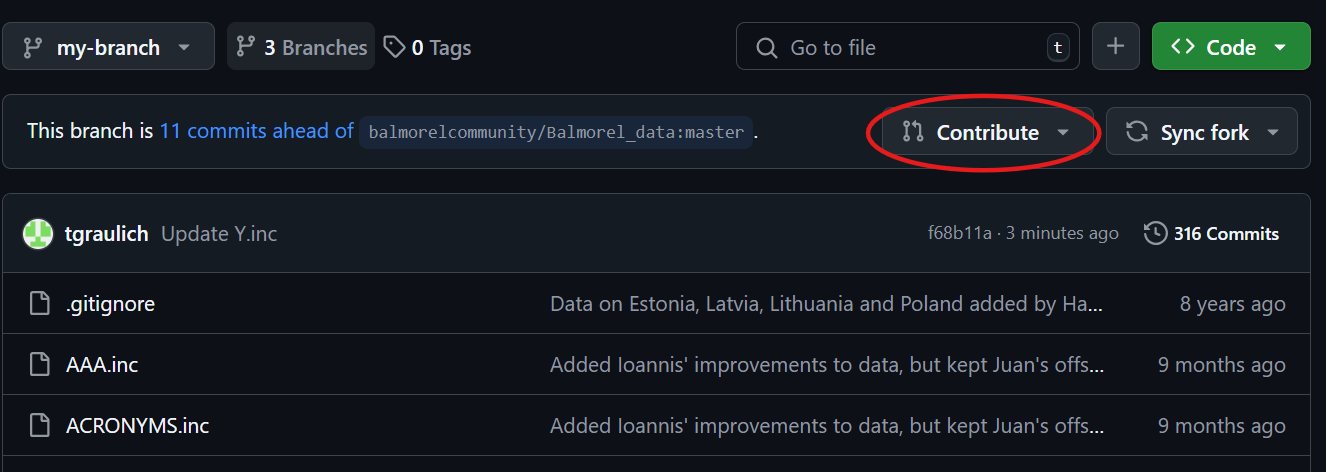 my-branch 3 Branches 0 Tags Go to file t Code
This branch is 11 commits ahead of balmorelcommunity/Balmorel_data:master . Contribute Sync fork
tgraulich Update Y.inc f68b11a · 3 minutes ago 316 Commits
.gitignore Data on Estonia, Latvia, Lithuania and Poland added by Ha... 8 years ago
AAA.inc Added Ioannis' improvements to data, but kept Juan's offs... 9 months ago
ACRONYMS.inc Added Ioannis' improvements to data, but kept Juan's offs... 9 months ago